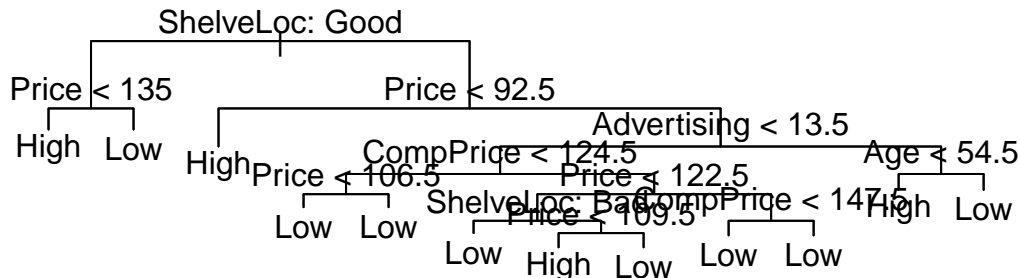 ShelveLoc: Good
Price < 135
Price < 92.5
High
Low
High
Advertising < 13.5
CompPrice < 124.5
Age < 54.5
Price < 106.5
Price < 122.5
High
Low
Low
Low
ShelveLoc: Bad
CompPrice < 147.5
Low
Price < 109.5
Low
Low
High
Low